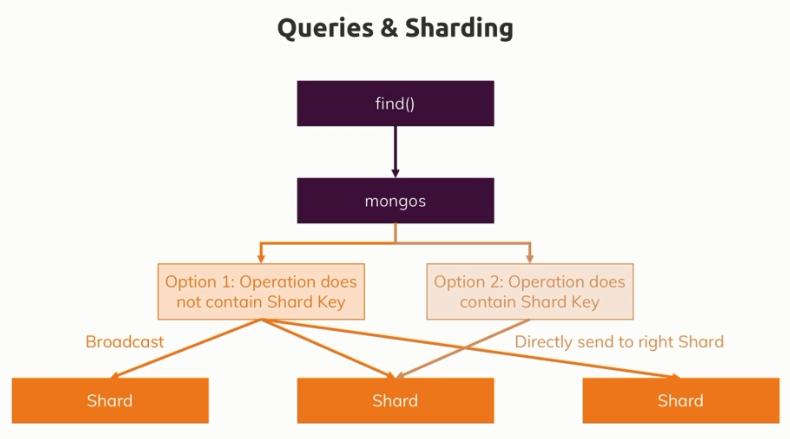 Queries & Sharding
find()
mongos
Option 1: Operation does
not contain Shard Key
Option 2: Operation does
contain Shard Key
Broadcast
Directly send to right Shard
Shard
Shard
Shard